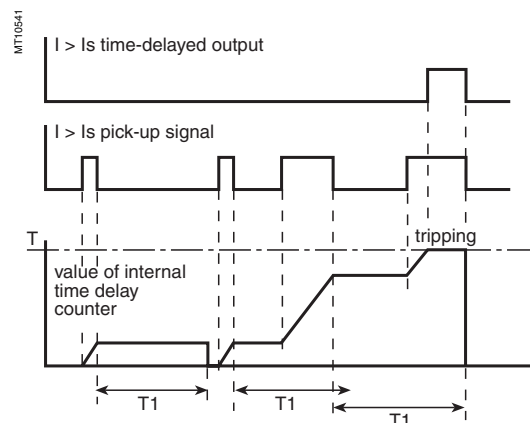 MT10541
I > Is time-delayed output
I > Is pick-up signal
T
tripping
value of internal
time delay
counter
T1
T1
T1